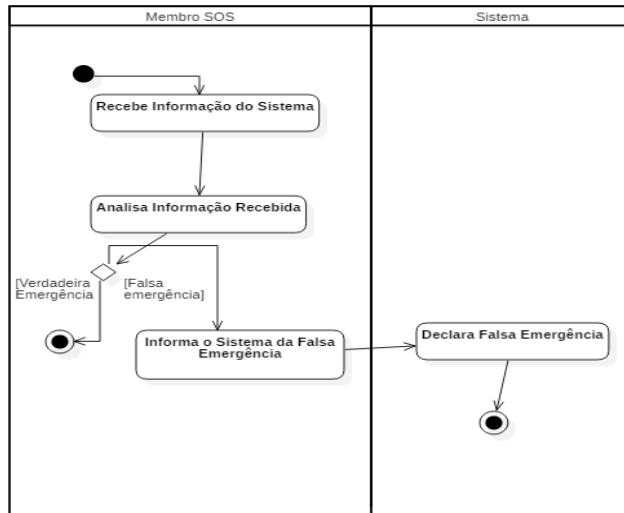 Membro SOS
Sistema
Recebe Informação do Sistema
Analisa Informação Recebida
[Verdadeira
Emergência
[Falsa
emergência]
Informa o Sistema da Falsa
Emergência
Declara Falsa Emergência